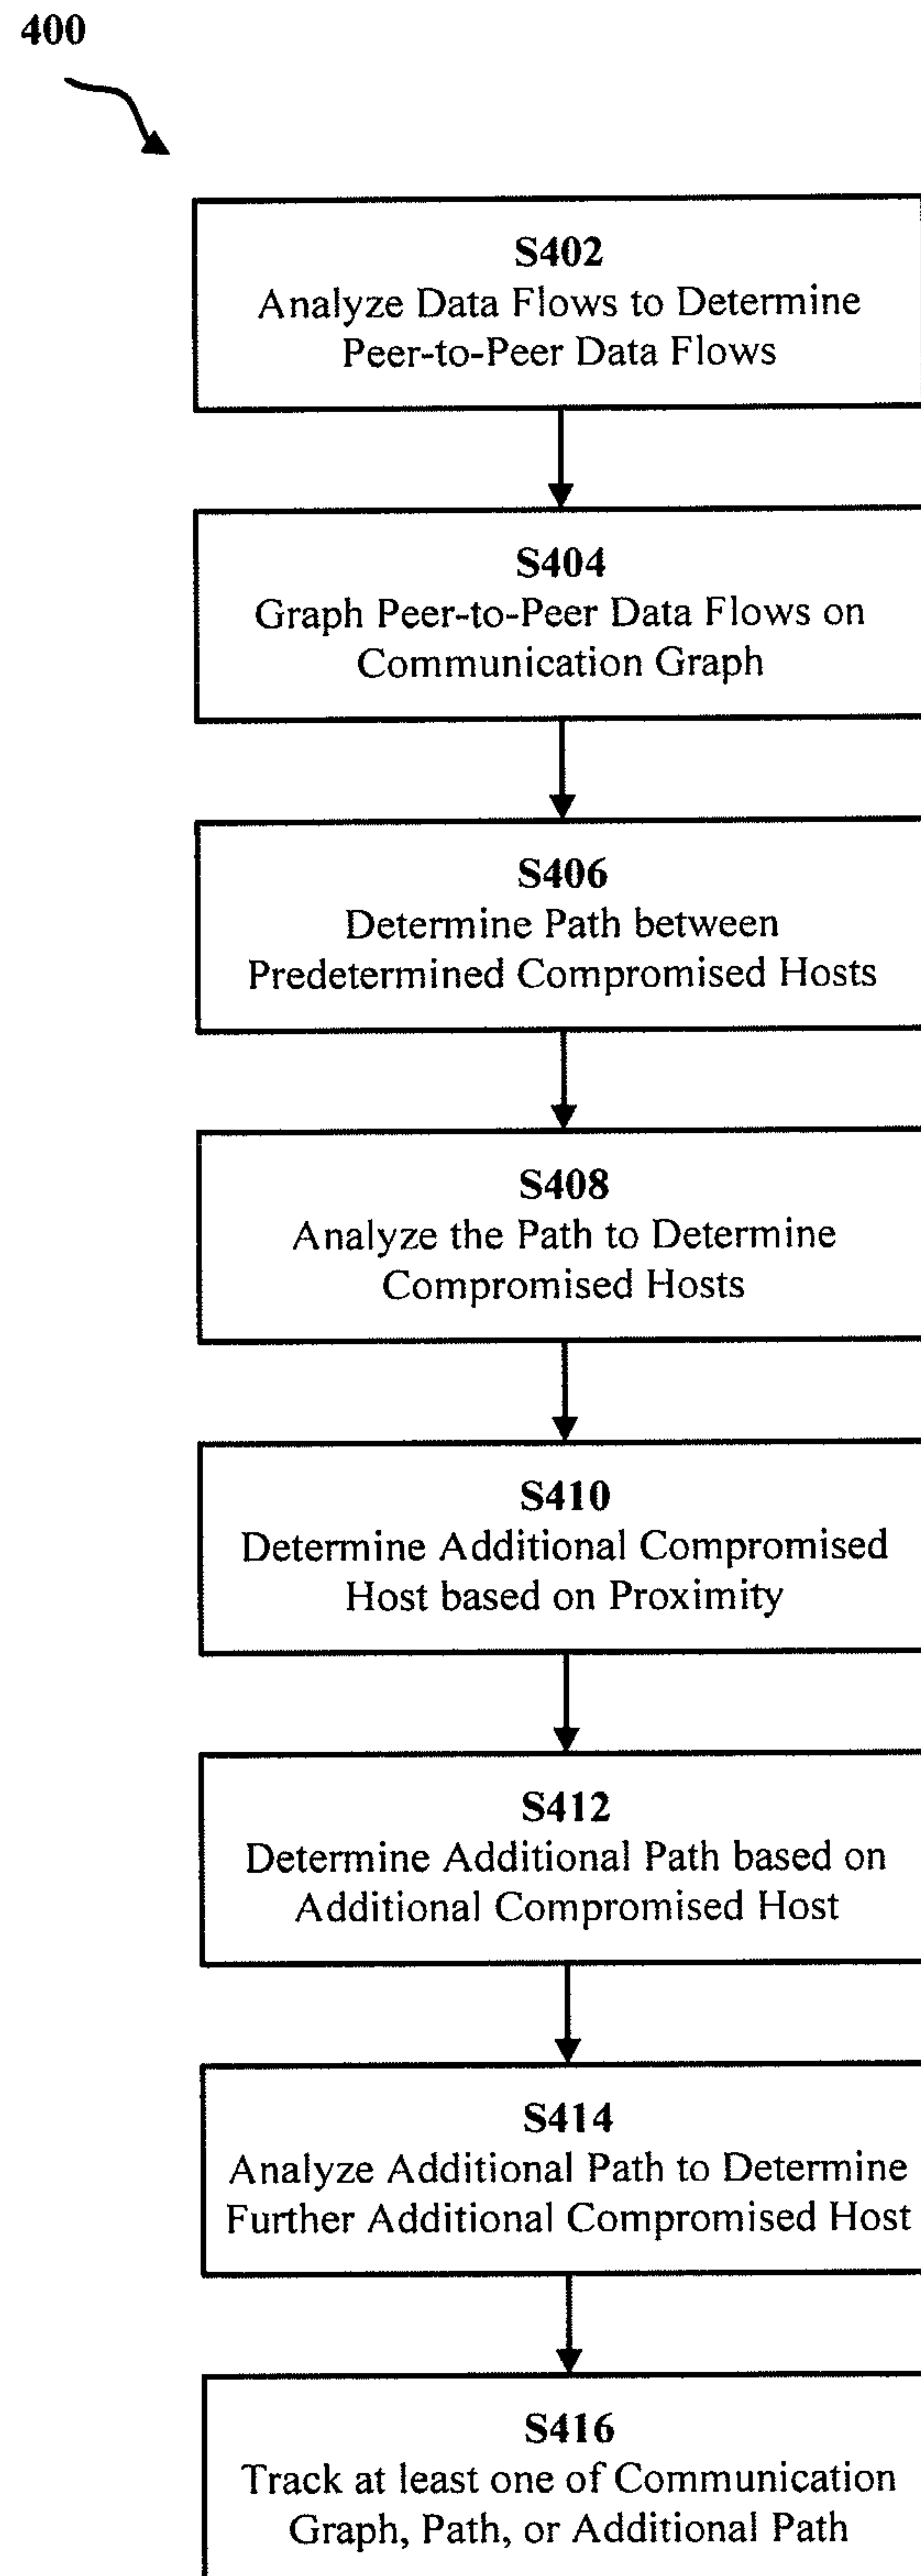 400
S402
Analyze Data Flows to Determine
Peer-to-Peer Data Flows
S404
Graph Peer-to-Peer Data Flows on
Communication Graph
S406
Determine Path between
Predetermined Compromised Hosts
S408
Analyze the Path to Determine
Compromised Hosts
S410
Determine Additional Compromised
Host based on Proximity
S412
Determine Additional Path based on
Additional Compromised Host
S414
Analyze Additional Path to Determine
Further Additional Compromised Host
S416
Track at least one of Communication
Graph, Path, or Additional Path